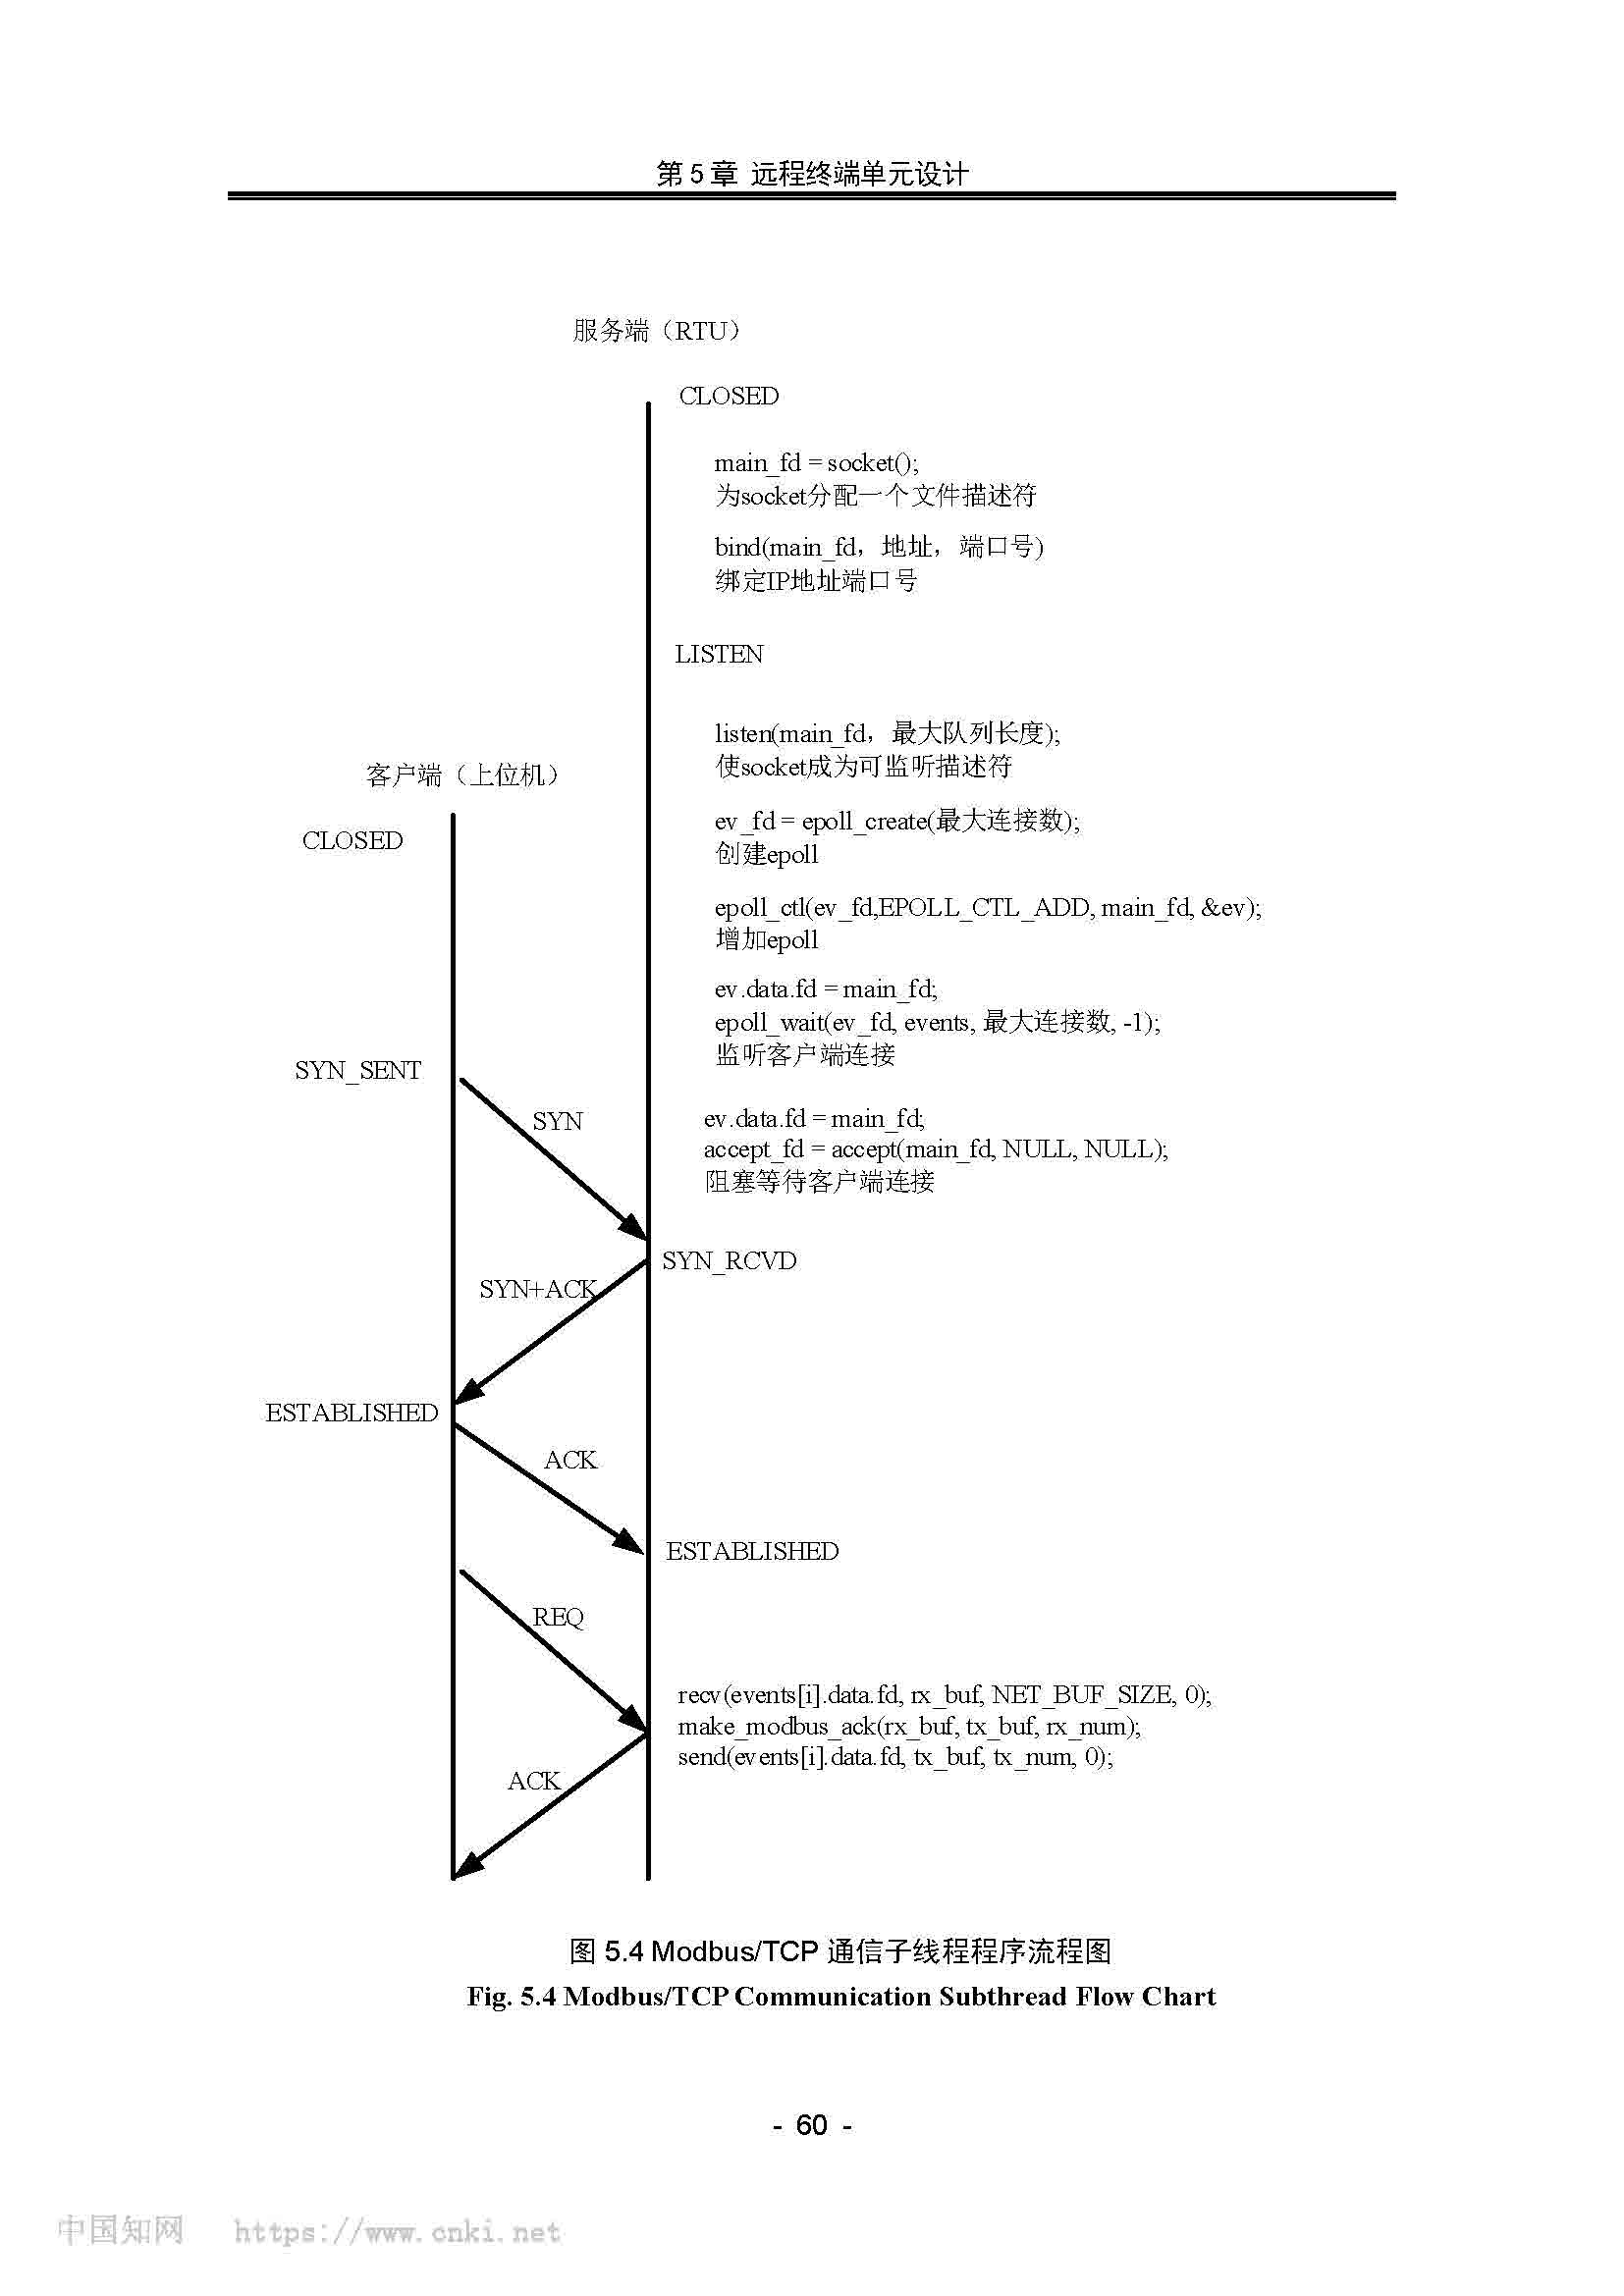 第 5 章 远程终端单元设计
服务端（RTU）
CLOSED
main_fd = socket();
为socket分配一个文件描述符
bind(main_fd，地址，端口号)
绑定IP地址端口号
LISTEN
listen(main_fd，最大队列长度);
使socket成为可监听描述符
客户端（上位机）
ev_fd = epoll_create(最大连接数);
CLOSED
创建epoll
epoll_ctl(ev_fd,EPOLL_CTL_ADD, main_fd, &ev);
增加epoll
ev.data.fd = main_fd;
epoll_wait(ev_fd, events, 最大连接数, -1);
监听客户端连接
SYN_SENT
SYN
ev.data.fd = main_fd;
accept_fd = accept(main_fd, NULL, NULL);
阻塞等待客户端连接
SYN_RCVD
SYN+ACK
ESTABLISHED
ACK
ESTABLISHED
REQ
recv(events[i].data.fd, rx_buf, NET_BUF_SIZE, 0);
make_modbus_ack(rx_buf, tx_buf, rx_num);
send(events[i].data.fd, tx_buf, tx_num, 0);
ACK
图 5.4 Modbus/TCP 通信子线程程序流程图
Fig. 5.4 Modbus/TCP Communication Subthread Flow Chart
- 60 -
中国知网 https://www.cnki.net